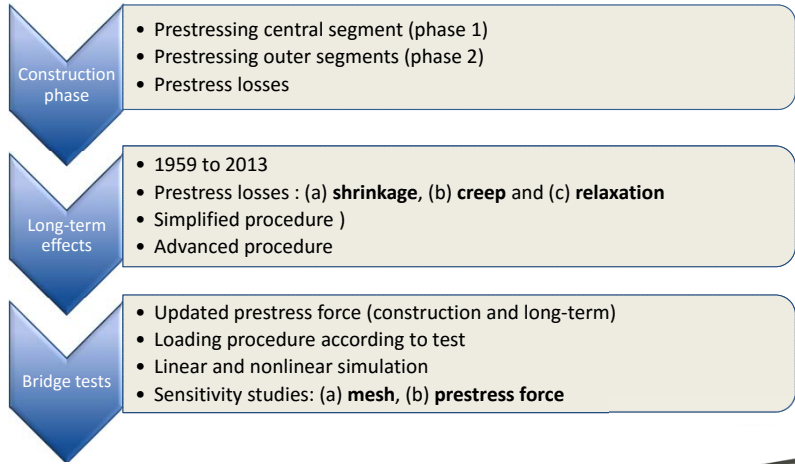 Construction
phase
• Prestressing central segment (phase 1)
• Prestressing outer segments (phase 2)
• Prestress losses
Long-term
effects
• 1959 to 2013
• Prestress losses : (a) shrinkage, (b) creep and (c) relaxation
• Simplified procedure )
• Advanced procedure
Bridge tests
• Updated prestress force (construction and long-term)
• Loading procedure according to test
• Linear and nonlinear simulation
• Sensitivity studies: (a) mesh, (b) prestress force